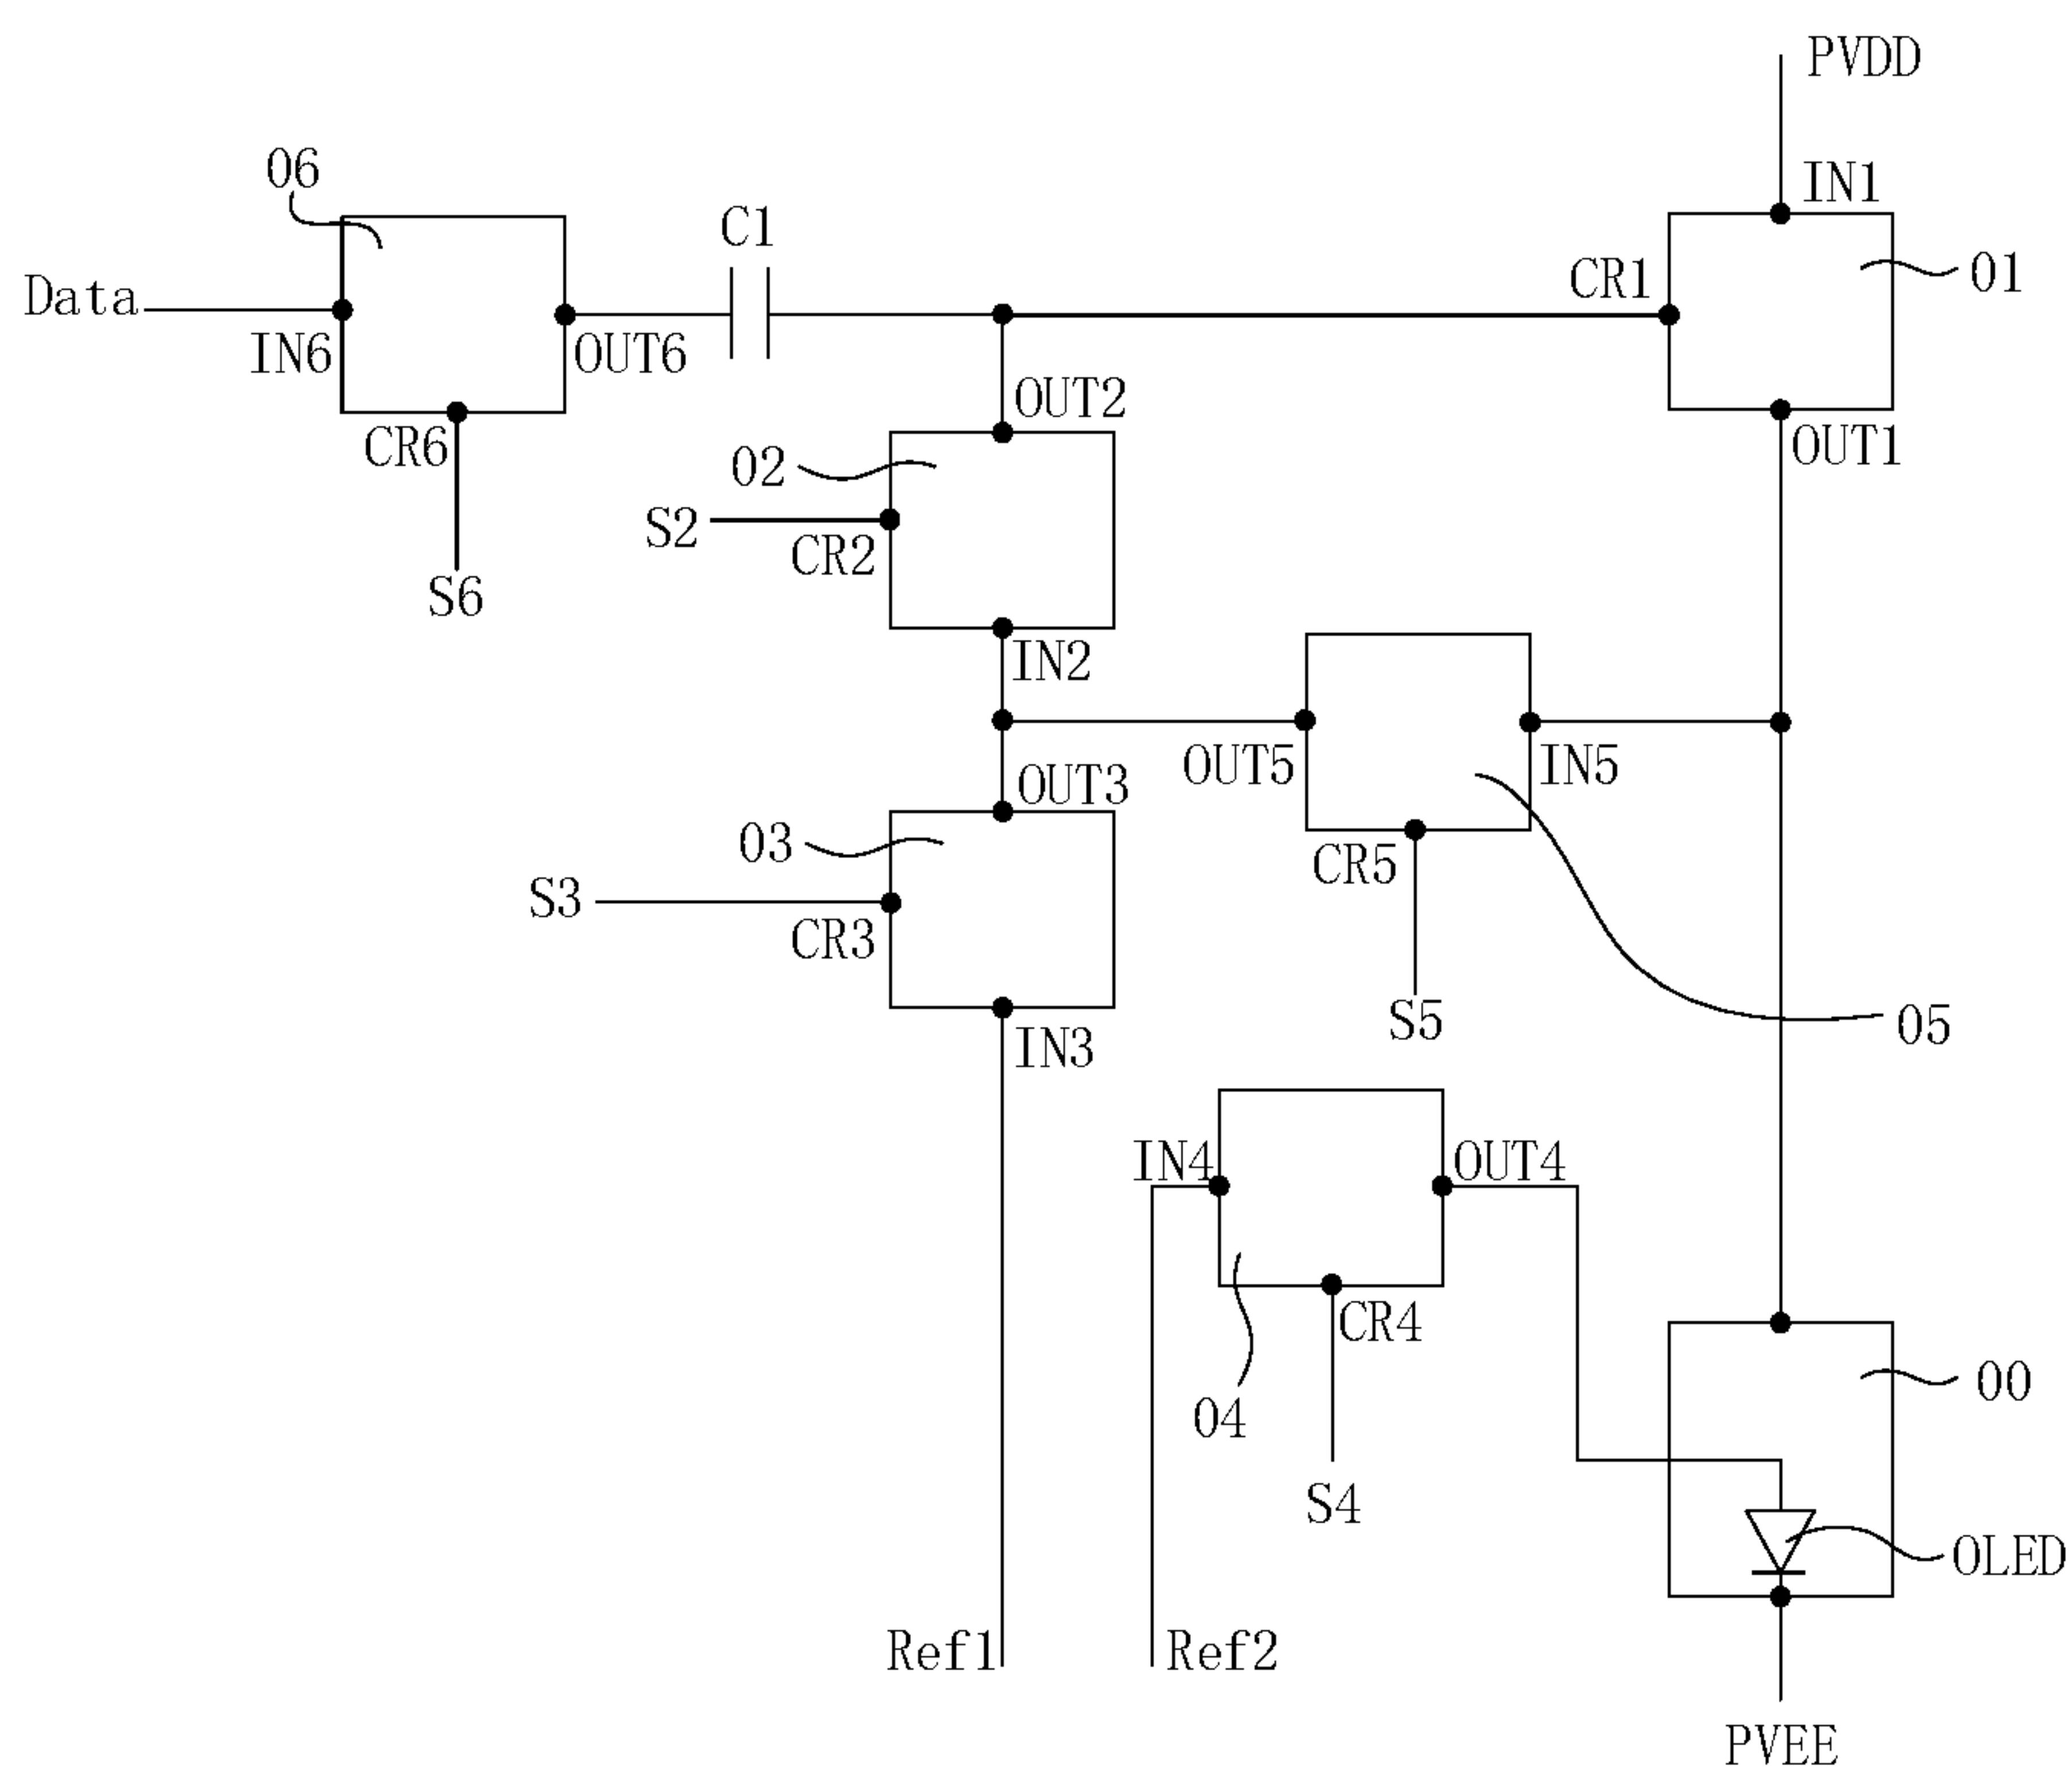 PVDD
06
IN1
C1
CR1
01
Data
IN6
OUT6
OUT2
CR6
OUT1
02
S2
CR2
S6
IN2
OUT5
IN5
OUT3
03
CR5
S3
CR3
S5
05
IN3
IN4
OUT4
CR4
00
04
S4
OLED
Ref1
Ref2
PVEE